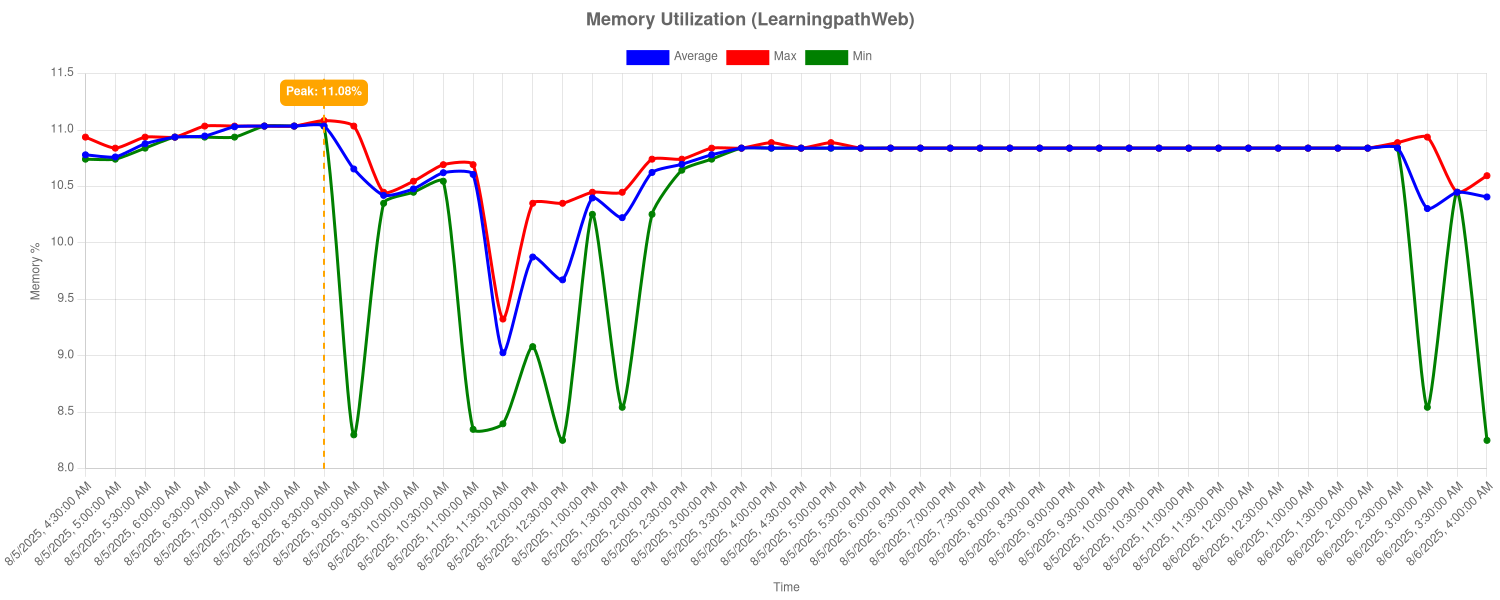 Memory Utilization (LearningpathWeb)
Average Max Min
Peak: 11.08%
11.5
11.0
10.5
10.0
9.5
9.0
8.5
8.0
Memory %
8/5/2025, 4:30:00 AM
8/5/2025, 5:00:00 AM
8/5/2025, 5:30:00 AM
8/5/2025, 6:00:00 AM
8/5/2025, 6:30:00 AM
8/5/2025, 7:00:00 AM
8/5/2025, 7:30:00 AM
8/5/2025, 8:00:00 AM
8/5/2025, 8:30:00 AM
8/5/2025, 9:00:00 AM
8/5/2025, 9:30:00 AM
8/5/2025, 10:00:00 AM
8/5/2025, 10:30:00 AM
8/5/2025, 11:00:00 AM
8/5/2025, 11:30:00 AM
8/5/2025, 12:00:00 PM
8/5/2025, 12:30:00 PM
8/5/2025, 1:00:00 PM
8/5/2025, 1:30:00 PM
8/5/2025, 2:00:00 PM
8/5/2025, 2:30:00 PM
8/5/2025, 3:00:00 PM
8/5/2025, 3:30:00 PM
8/5/2025, 4:00:00 PM
8/5/2025, 4:30:00 PM
8/5/2025, 5:00:00 PM
8/5/2025, 5:30:00 PM
8/5/2025, 6:00:00 PM
8/5/2025, 6:30:00 PM
8/5/2025, 7:00:00 PM
8/5/2025, 7:30:00 PM
8/5/2025, 8:00:00 PM
8/5/2025, 8:30:00 PM
8/5/2025, 9:00:00 PM
8/5/2025, 9:30:00 PM
8/5/2025, 10:00:00 PM
8/5/2025, 10:30:00 PM
8/5/2025, 11:00:00 PM
8/5/2025, 11:30:00 PM
8/6/2025, 12:00:00 AM
8/6/2025, 12:30:00 AM
8/6/2025, 1:00:00 AM
8/6/2025, 1:30:00 AM
8/6/2025, 2:00:00 AM
8/6/2025, 2:30:00 AM
8/6/2025, 3:00:00 AM
8/6/2025, 3:30:00 AM
8/6/2025, 4:00:00 AM
Time